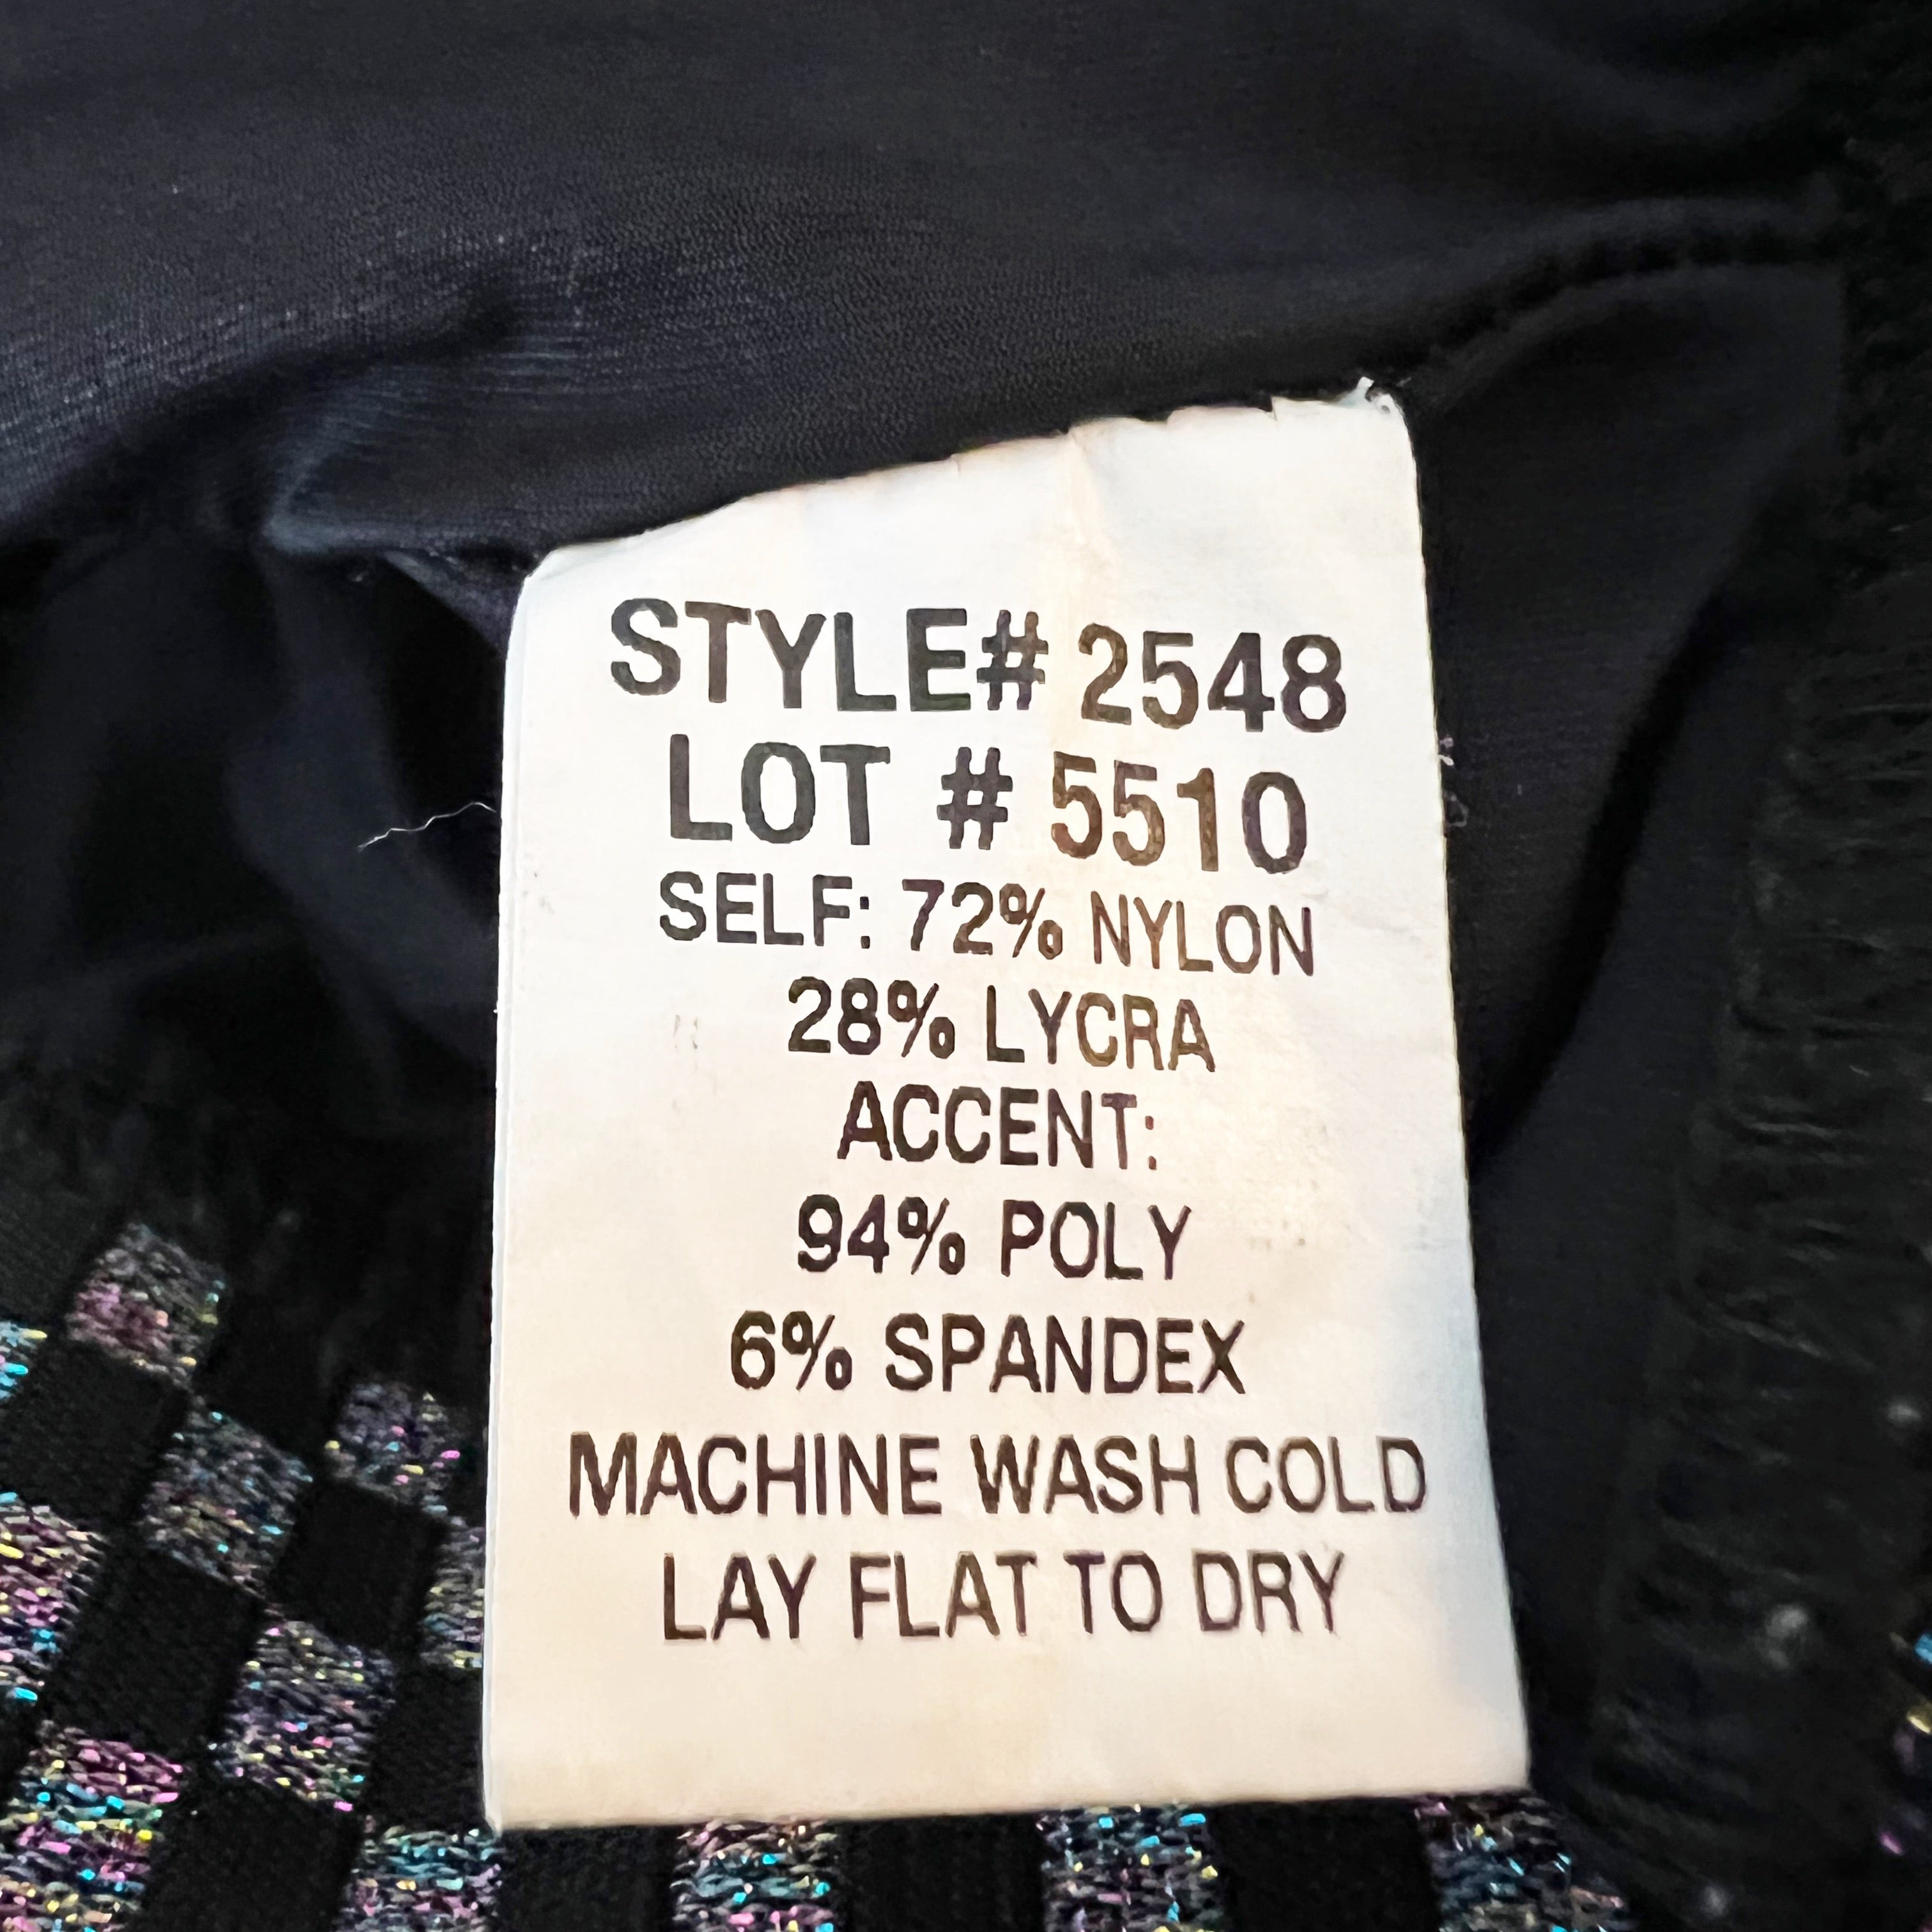 STYLE# 2548
LOT # 5510
SELF: 72% NYLON
28% LYCRA
ACCENT:
94% POLY
6% SPANDEX
MACHINE WASH COLD
LAY FLAT TO DRY